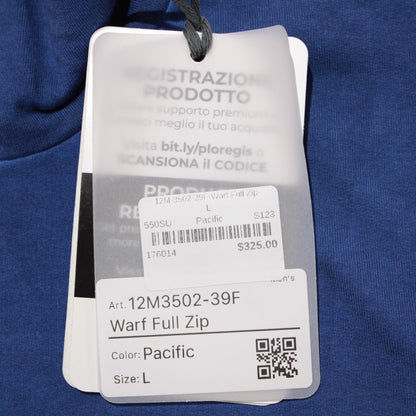 REGISTRAZIONE
PRODOTTO
supporto premium
meglio il tuo
visita bit.ly/ploregis o
SCANSIONA il CODICE
12M-3502-39F Warf Full Zip
L
550SU Pacific S123
176014 $325.00
Men's
Art. 12M3502-39F
Warf Full Zip
Color: Pacific
Size: L